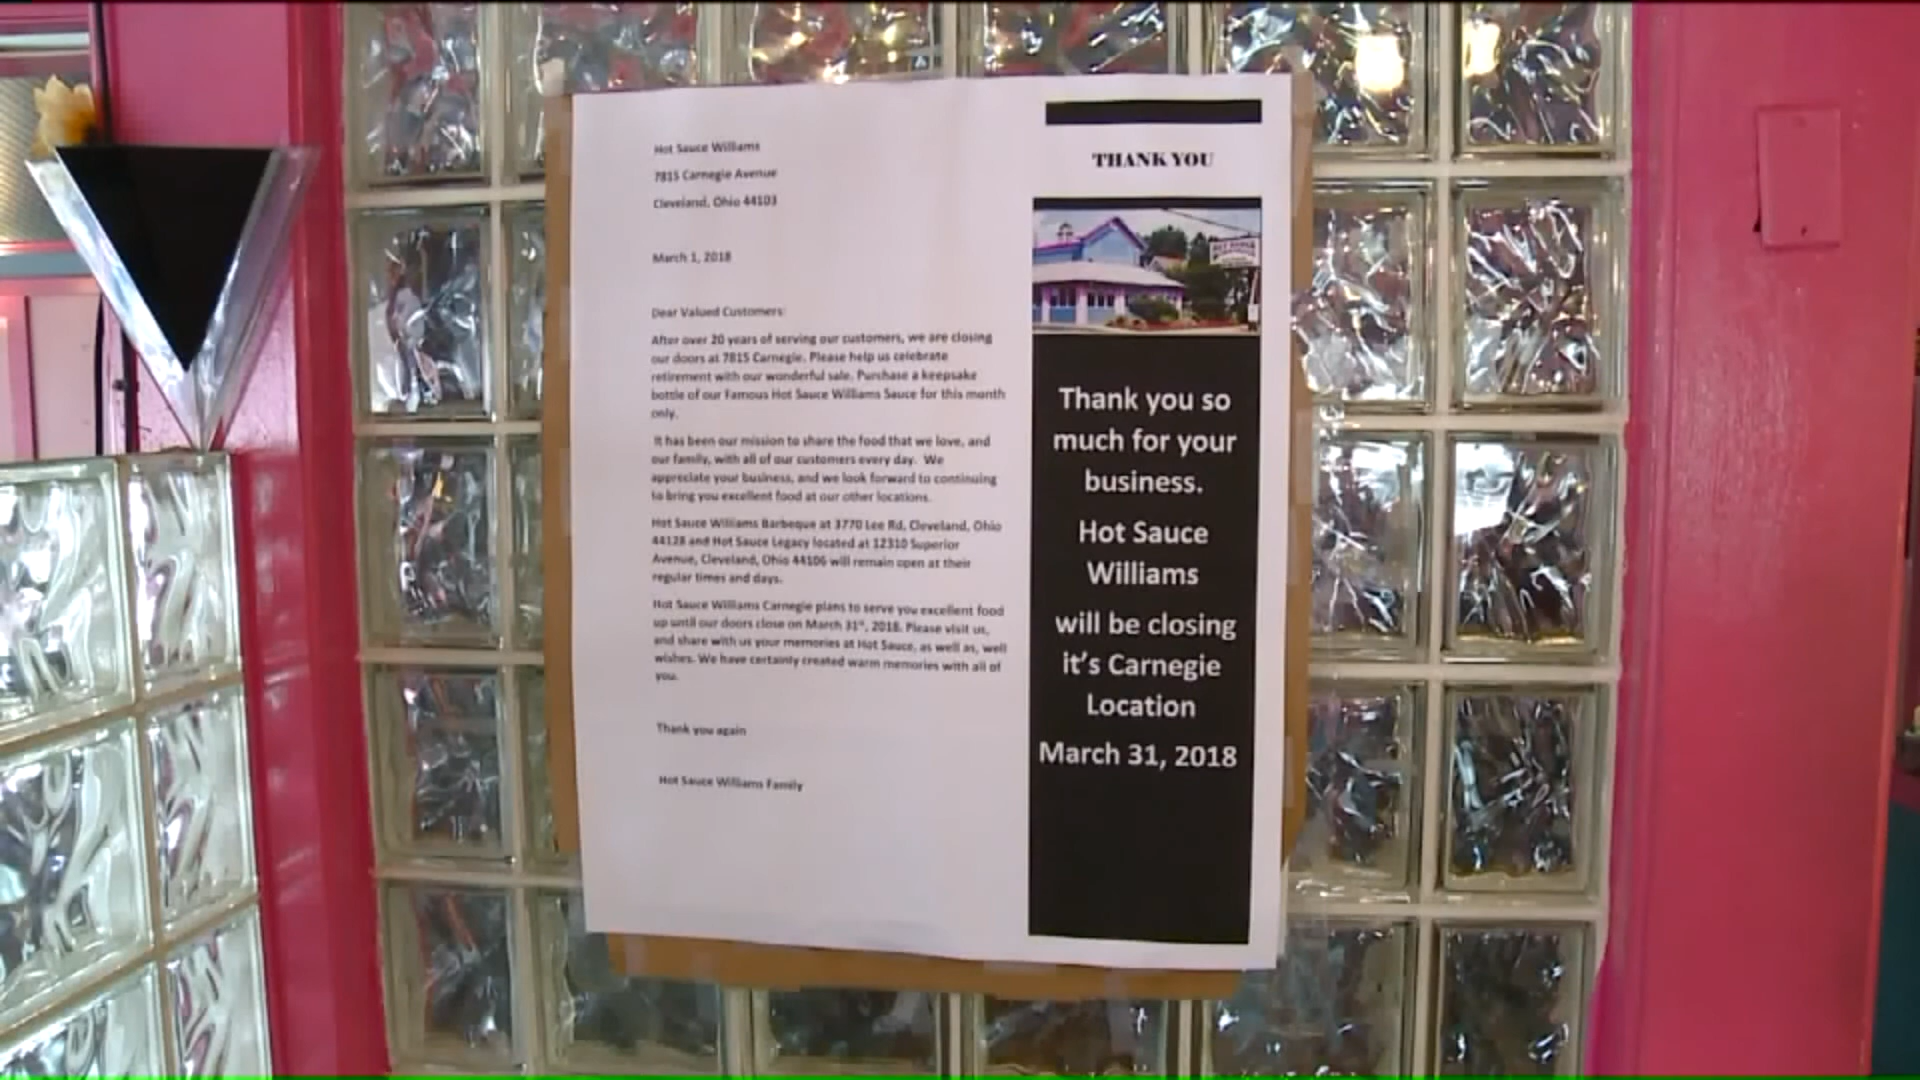 Hot Sauce Williams
7815 Carnegie Avenue
Cleveland, Ohio 44103
March 1, 2018
Dear Valued Customers:
After over 20 years of serving our customers, we are closing
our doors at 7815 Carnegie. Please help us celebrate
retirement with our wonderful sale. Purchase a keepsake
bottle of our Famous Hot Sauce Williams Sauce for this month
only.
It has been our mission to share the food that we love, and
our family, with all of our customers every day. We
appreciate your business, and we look forward to continuing
to bring you excellent food at our other locations.
Hot Sauce Williams Barbeque at 3770 Lee Rd, Cleveland, Ohio
44128 and Hot Sauce Legacy located at 12310 Superior
Avenue, Cleveland, Ohio 44106 will remain open at their
regular times and days.
Hot Sauce Williams Carnegie plans to serve you excellent food
up until our doors close on March 31st, 2018. Please visit us,
and share with us your memories at Hot Sauce, as well as, well
wishes. We have certainly created warm memories with all of
you.
Thank you again
Hot Sauce Williams Family
THANK YOU
Thank you so
much for your
business.
Hot Sauce
Williams
will be closing
it's Carnegie
Location
March 31, 2018